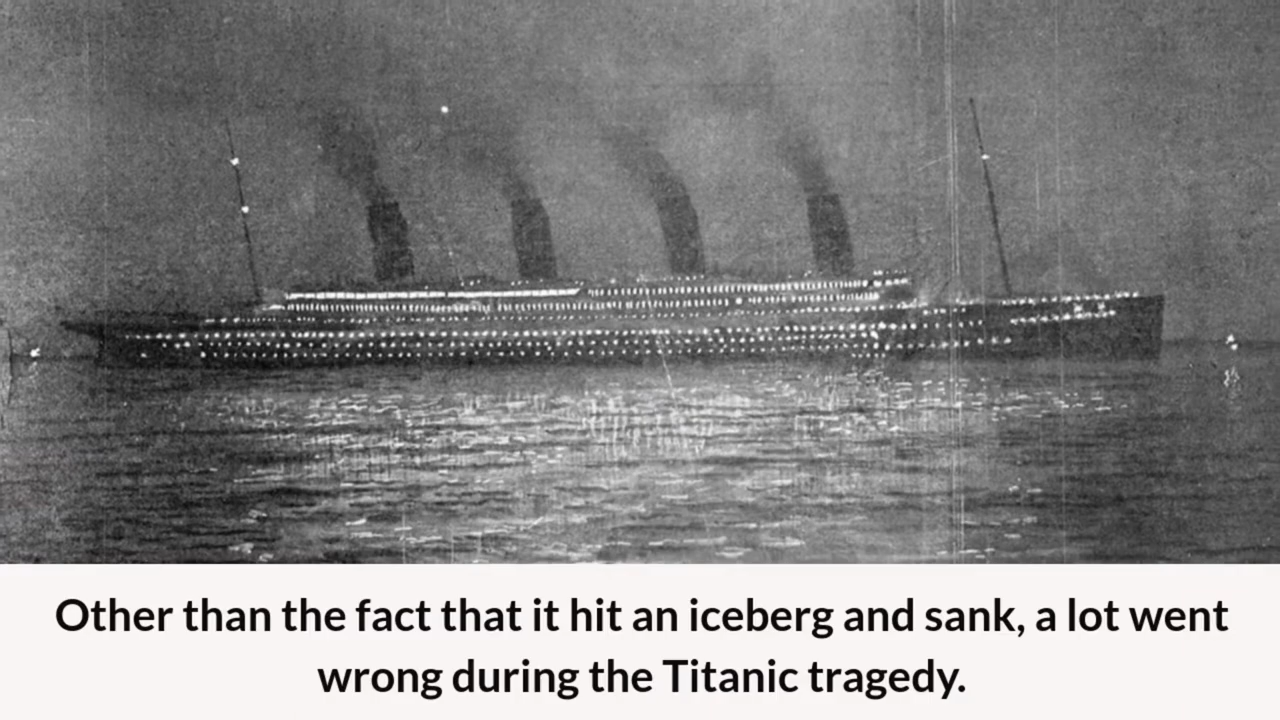 Other than the fact that it hit an iceberg and sank, a lot went
wrong during the Titanic tragedy.